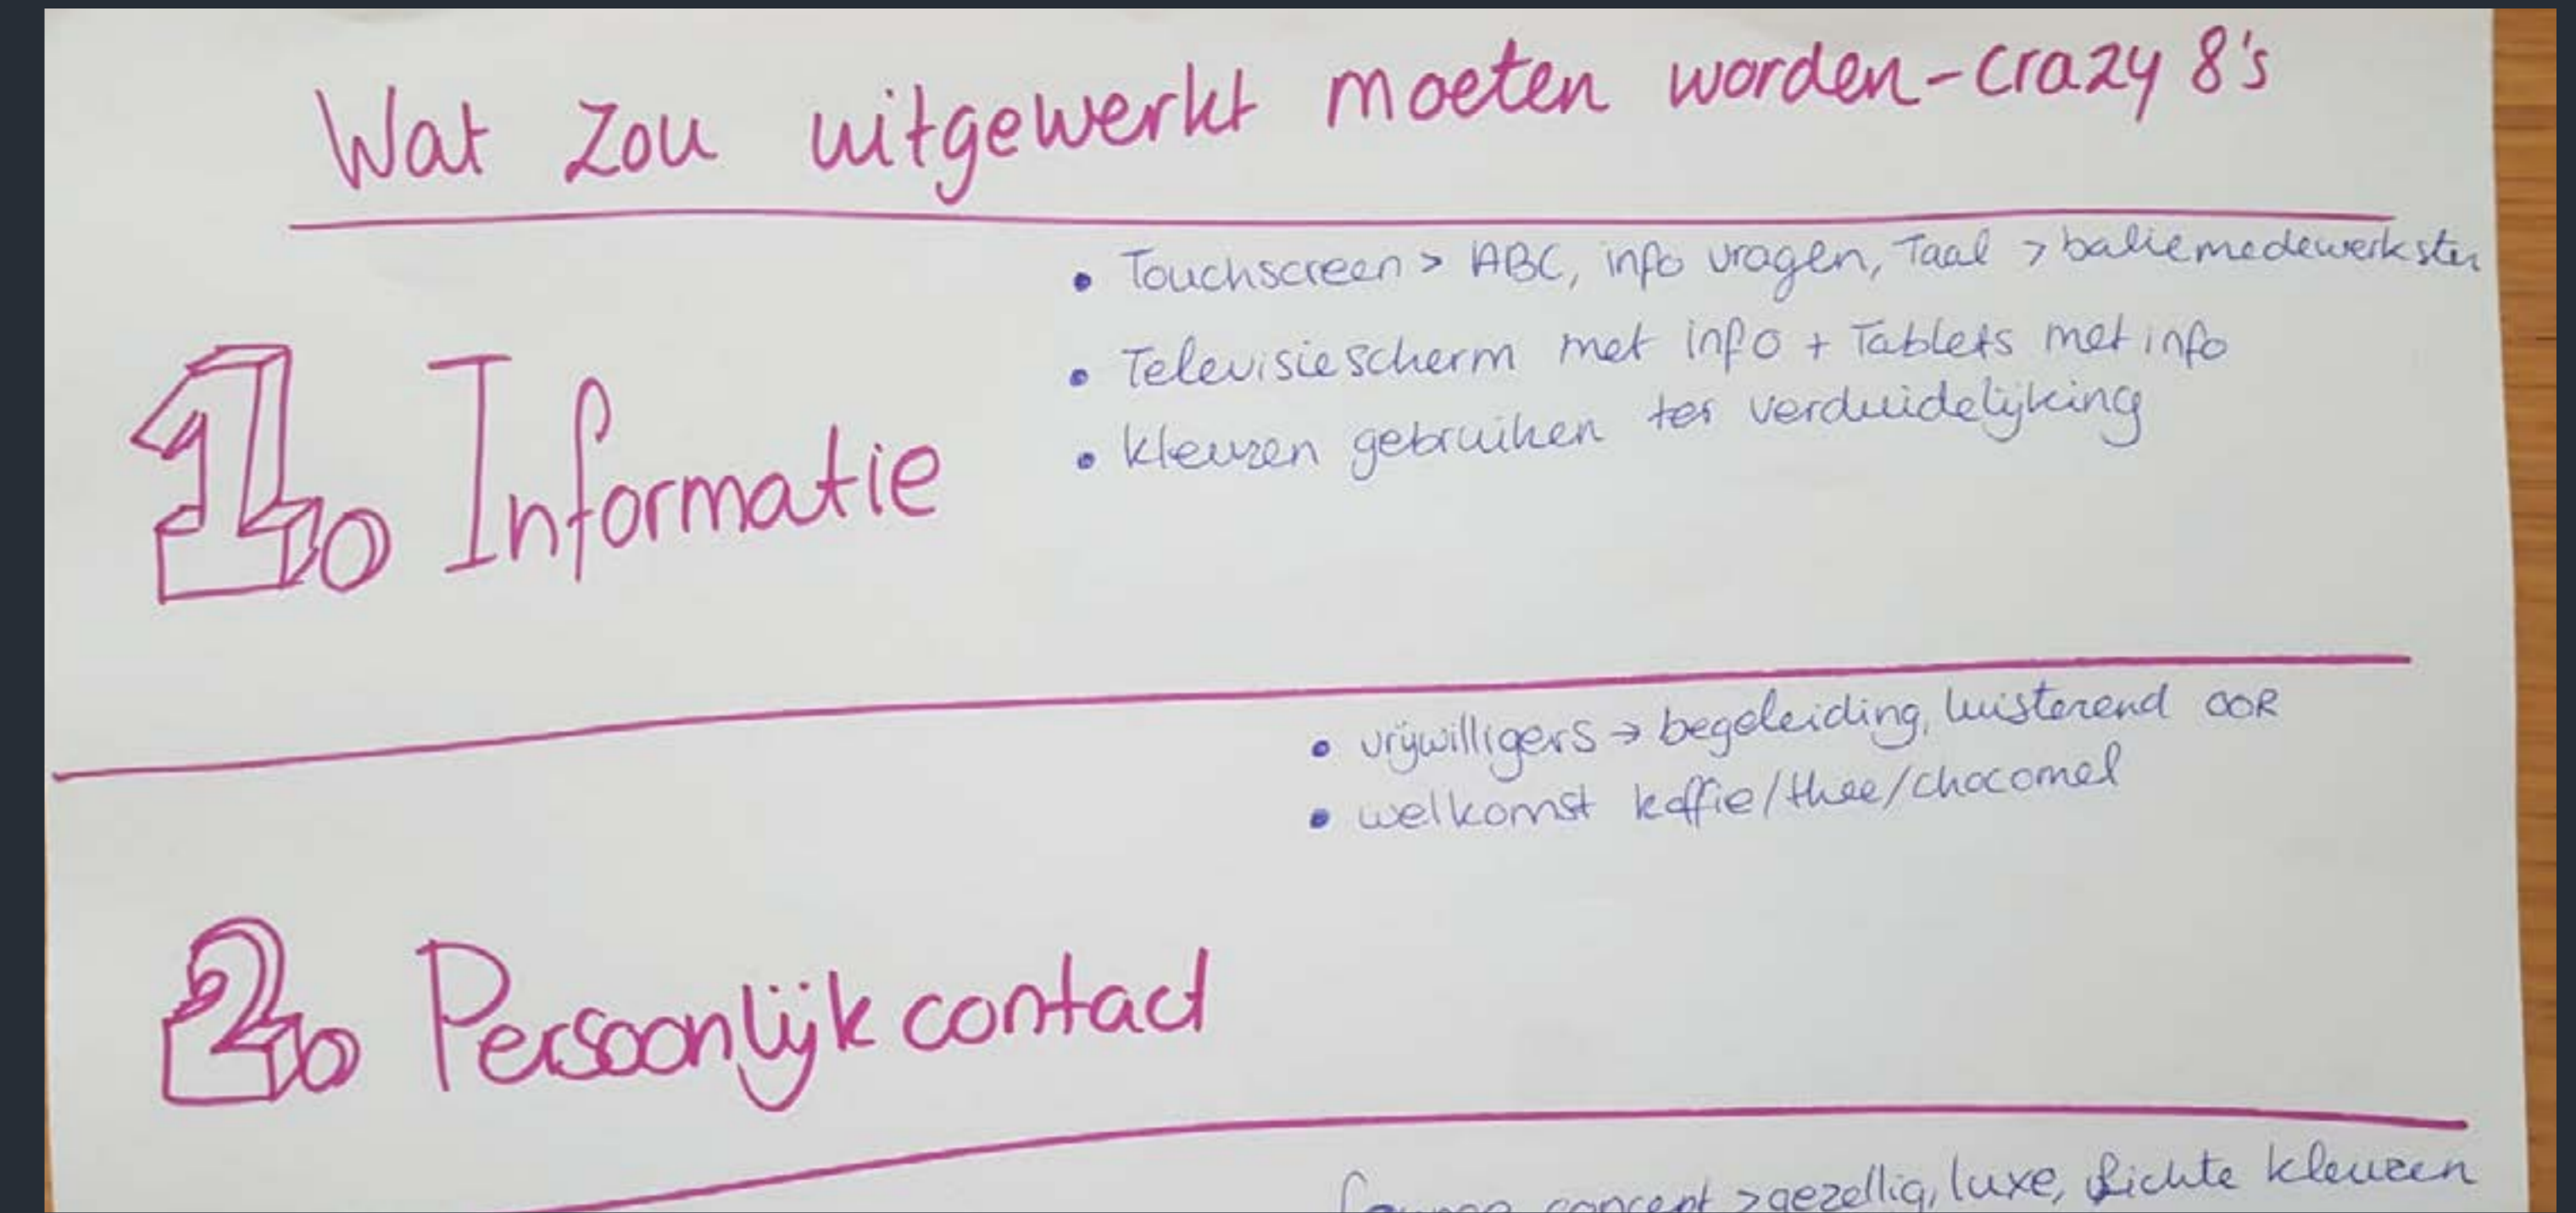 Wat zou uitgewerkt moeten worden - crazy 8's
• Touchscreen > ABC, info vragen, Taal > baliemedewerkster
• Televisiescherm met info + Tablets met info
• kleuren gebruiken ter verduidelijking
1. Informatie
• vrijwilligers → begeleiding, luisterend OOR
• welkomst koffie/thee/chocomel
2. Persoonlijk contact
concept > gezellig, luxe, lichte kleuren